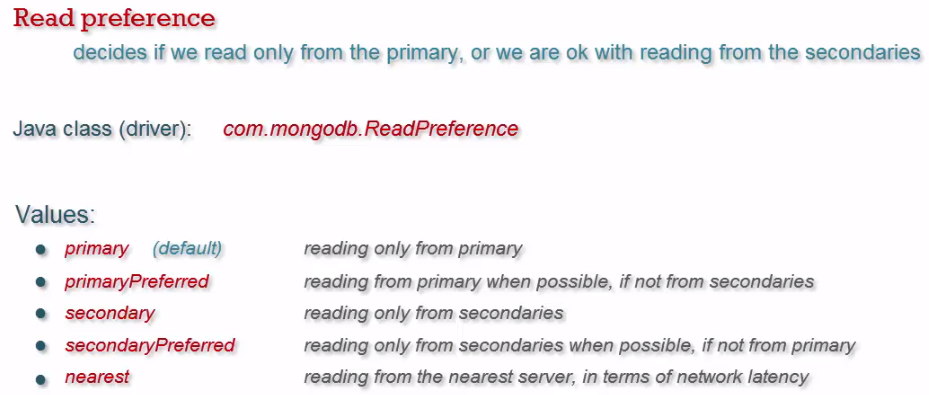 Read preference
decides if we read only from the primary, or we are ok with reading from the secondaries
Java class (driver): com.mongodb.ReadPreference
Values:
• primary (default) reading only from primary
• primaryPreferred reading from primary when possible, if not from secondaries
• secondary reading only from secondaries
• secondaryPreferred reading only from secondaries when possible, if not from primary
• nearest reading from the nearest server, in terms of network latency